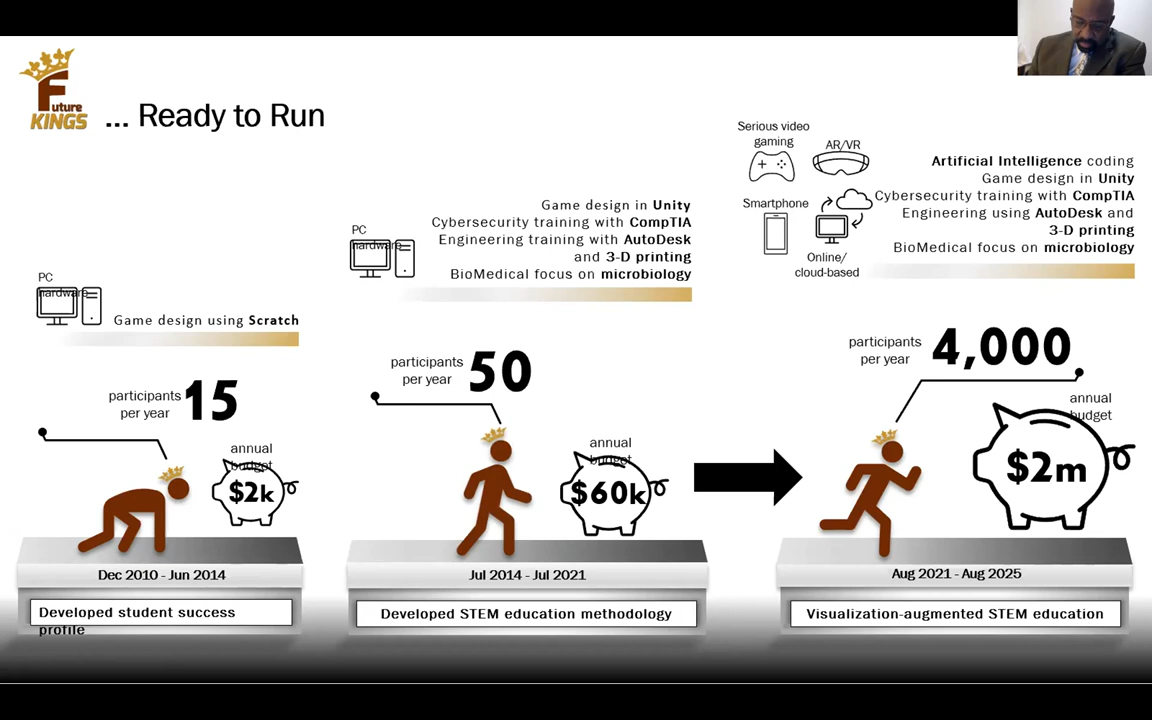 Future
KINGS
... Ready to Run
PC
hardware
Game design using Scratch
participants
per year
15
annual
budget
$2k
Dec 2010 - Jun 2014
Developed student success
profile
PC
hardware
Game design in Unity
Cybersecurity training with CompTIA
Engineering training with AutoDesk
and 3-D printing
BioMedical focus on microbiology
participants
per year
50
annual
budget
$60k
Jul 2014 - Jul 2021
Developed STEM education methodology
Serious video
gaming
AR/VR
Smartphone
Online/
cloud-based
Artificial Intelligence coding
Game design in Unity
Cybersecurity training with CompTIA
Engineering using AutoDesk and
3-D printing
BioMedical focus on microbiology
participants
per year
4,000
annual
budget
$2m
Aug 2021 - Aug 2025
Visualization-augmented STEM education